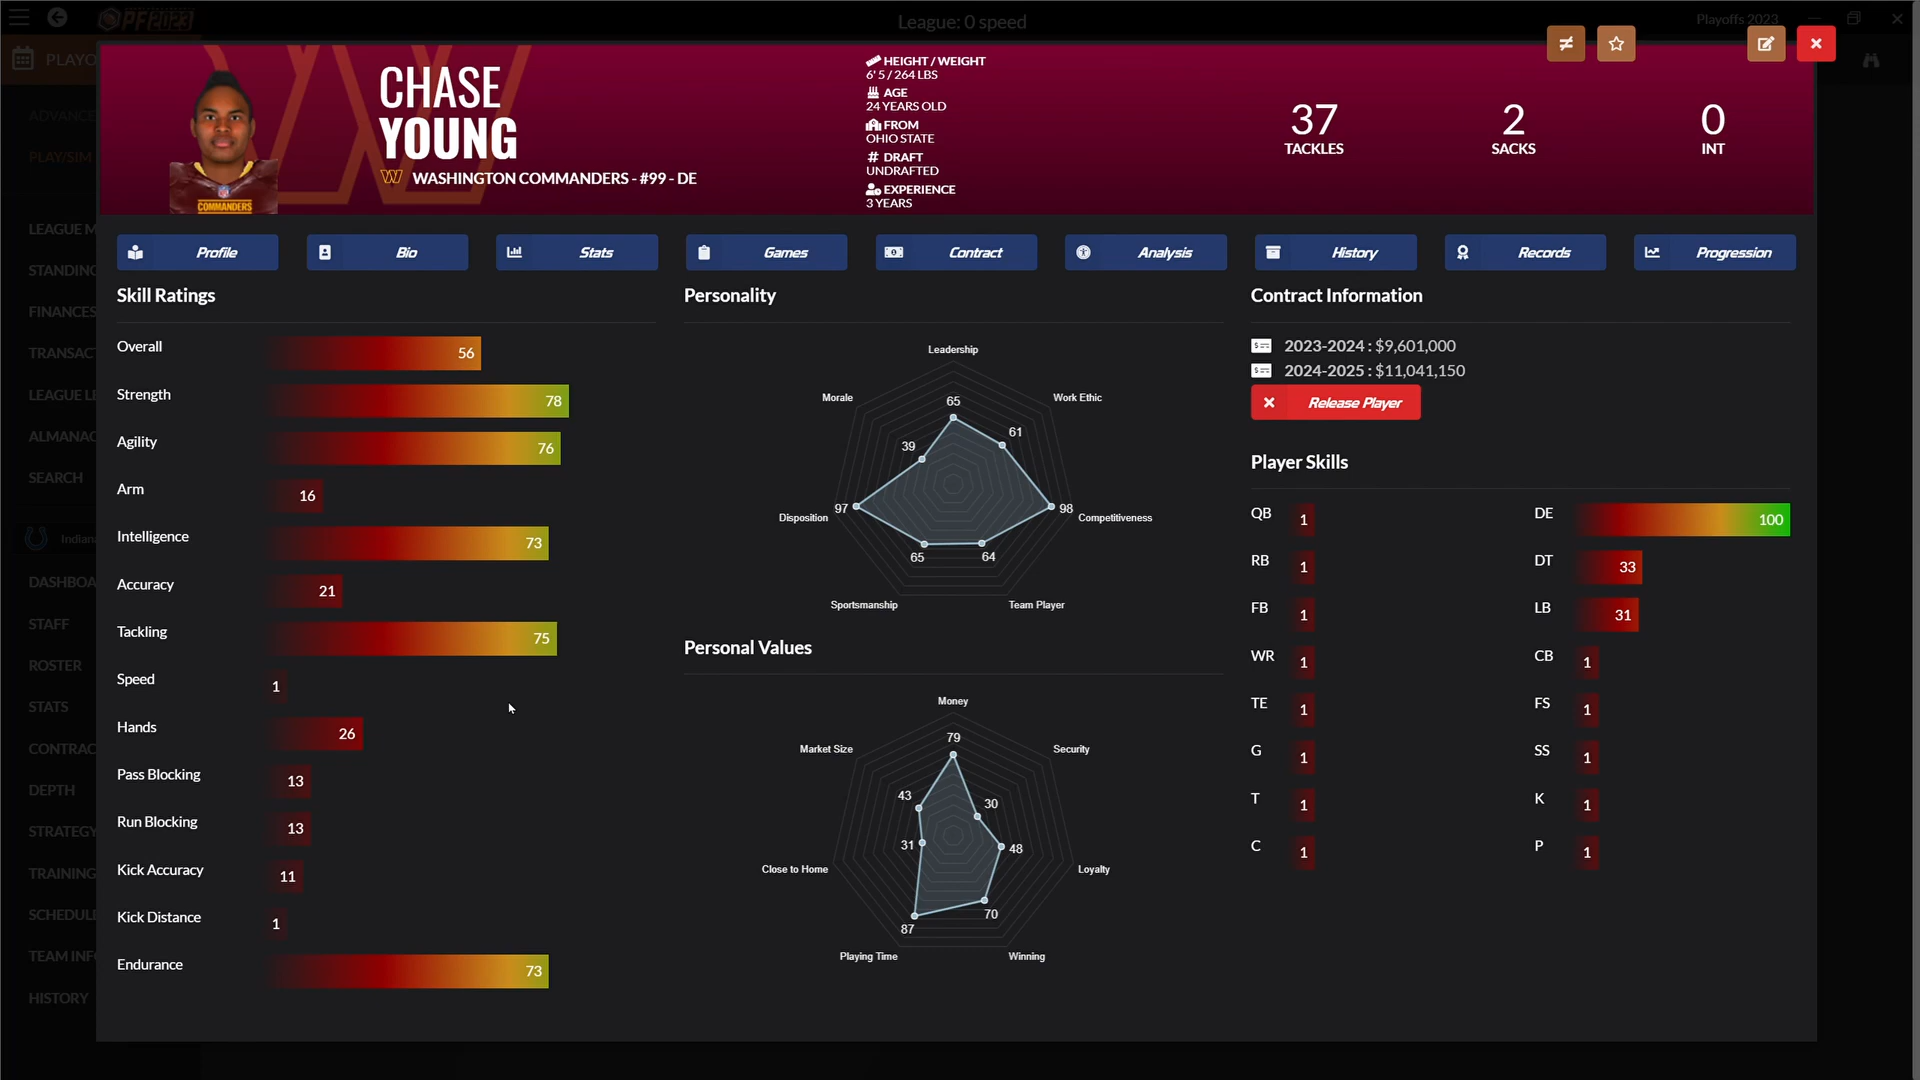 PF2023
League: 0 speed
Playoffs 2023
PLAYO
ADVANCE
PLAY/SIM
LEAGUE M
STANDING
FINANCES
TRANSACT
LEAGUE LE
ALMANAC
SEARCH
Indiana
DASHBOA
STAFF
ROSTER
STATS
CONTRAC
DEPTH
STRATEGY
TRAINING
SCHEDULE
TEAM INFO
HISTORY
CHASE
YOUNG
WASHINGTON COMMANDERS - #99 - DE
COMMANDERS
HEIGHT / WEIGHT
6' 5 / 264 LBS
AGE
24 YEARS OLD
FROM
OHIO STATE
# DRAFT
UNDRAFTED
EXPERIENCE
3 YEARS
37
TACKLES
2
SACKS
0
INT
Profile
Bio
Stats
Games
Contract
Analysis
History
Records
Progression
Skill Ratings
Overall 56
Strength 78
Agility 76
Arm 16
Intelligence 73
Accuracy 21
Tackling 75
Speed 1
Hands 26
Pass Blocking 13
Run Blocking 13
Kick Accuracy 11
Kick Distance 1
Endurance 73
Personality
Leadership
65
Work Ethic
61
Competitiveness
98
Team Player
64
Sportsmanship
65
Disposition
97
Morale
39
Personal Values
Money
79
Security
30
Loyalty
48
Winning
70
Playing Time
87
Close to Home
31
Market Size
43
Contract Information
2023-2024 : $9,601,000
2024-2025 : $11,041,150
Release Player
Player Skills
QB 1
RB 1
FB 1
WR 1
TE 1
G 1
T 1
C 1
DE 100
DT 33
LB 31
CB 1
FS 1
SS 1
K 1
P 1